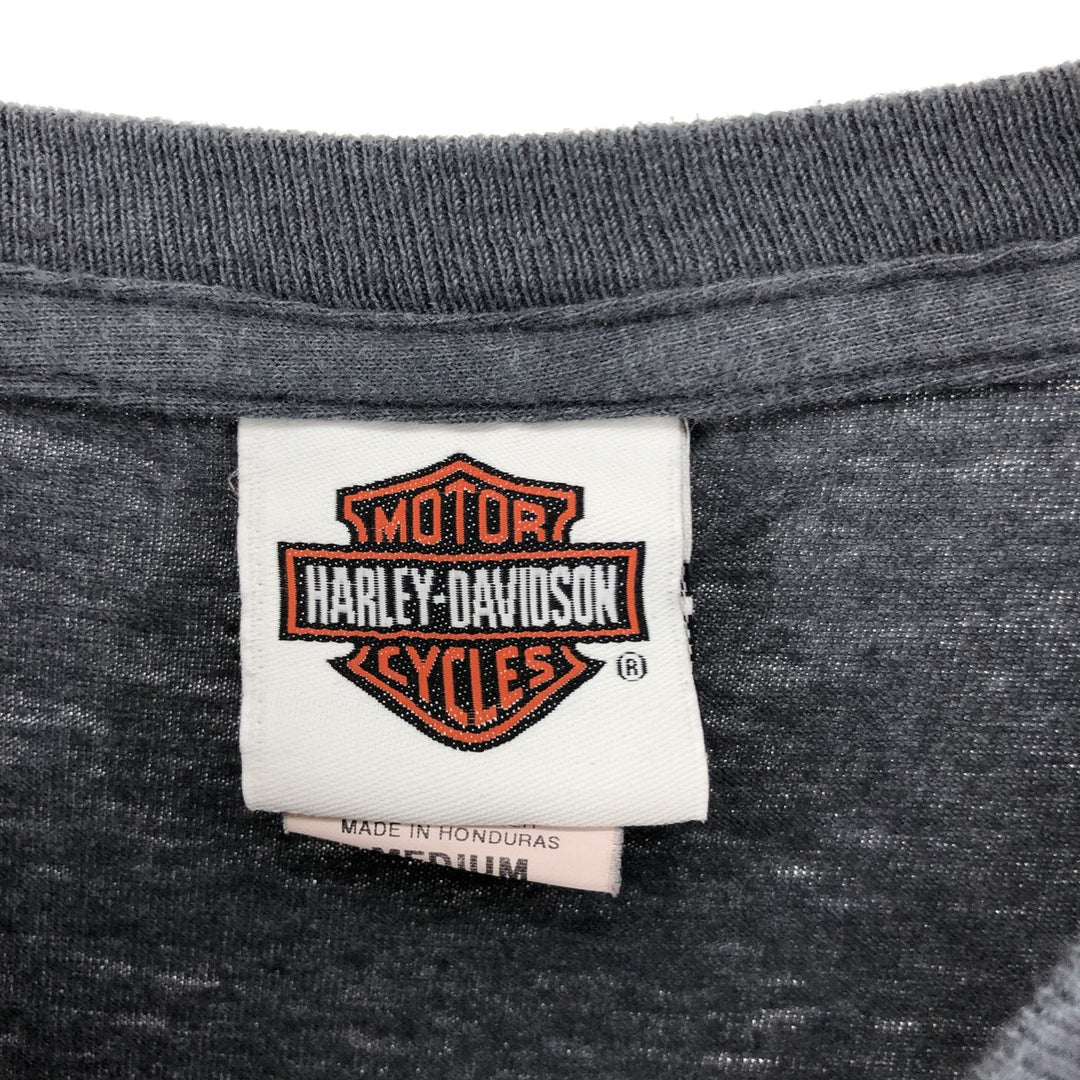 MOTOR
HARLEY-DAVIDSON
CYCLES
®
MADE IN HONDURAS
MEDIUM